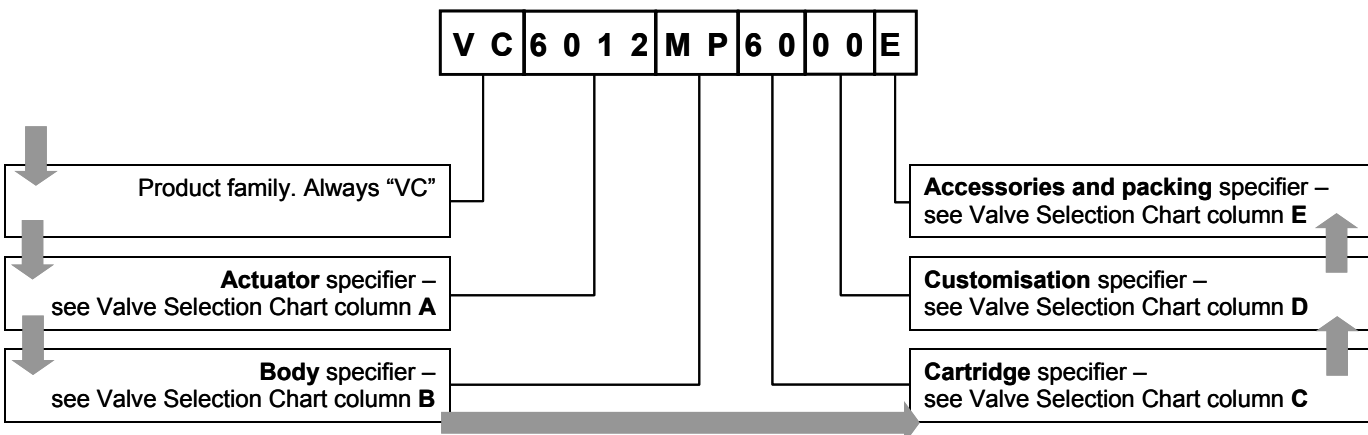 V C 6 0 1 2 M P 6 0 0 0 E
Product family. Always “VC”
Actuator specifier –
see Valve Selection Chart column A
Body specifier –
see Valve Selection Chart column B
Accessories and packing specifier –
see Valve Selection Chart column E
Customisation specifier –
see Valve Selection Chart column D
Cartridge specifier –
see Valve Selection Chart column C